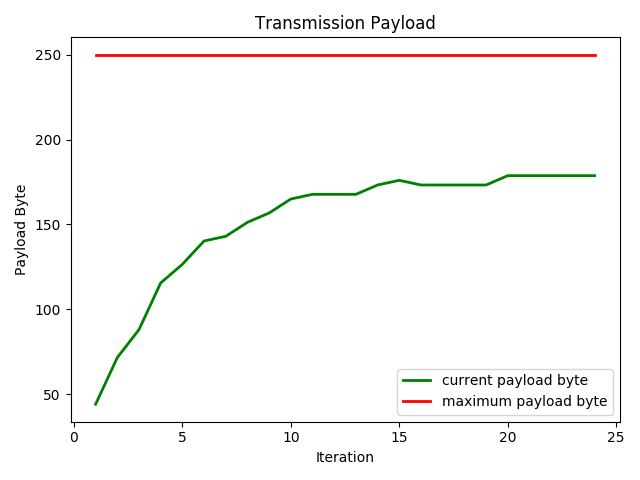 Transmission Payload
250
200
150
100
50
Payload Byte
0
5
10
15
20
25
Iteration
current payload byte
maximum payload byte